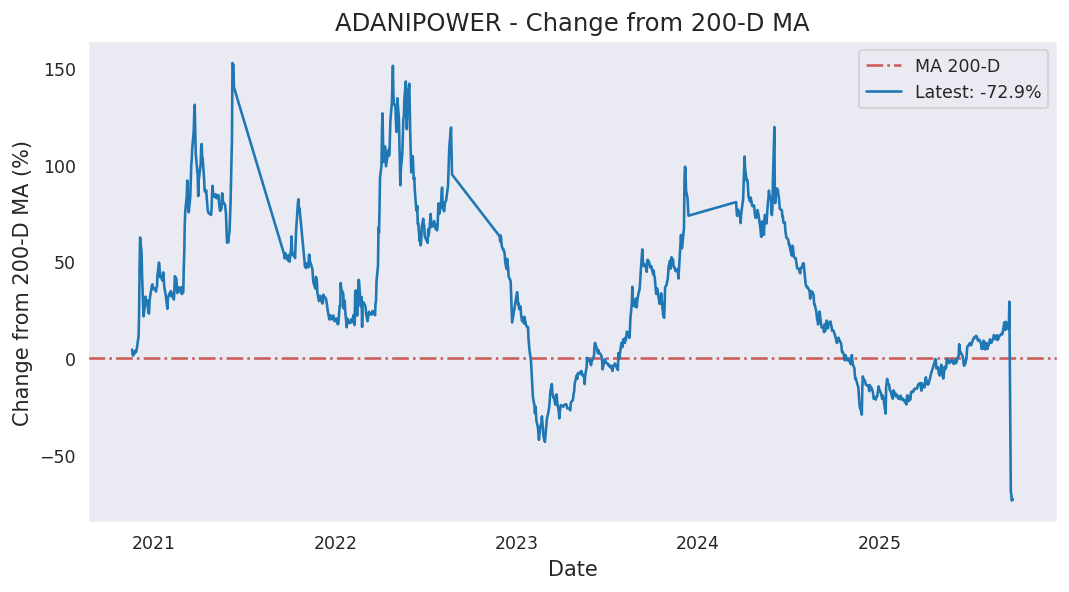 ADANIPOWER - Change from 200-D MA
MA 200-D
Latest: -72.9%
Change from 200-D MA (%)
150
100
50
0
−50
2021
2022
2023
2024
2025
Date